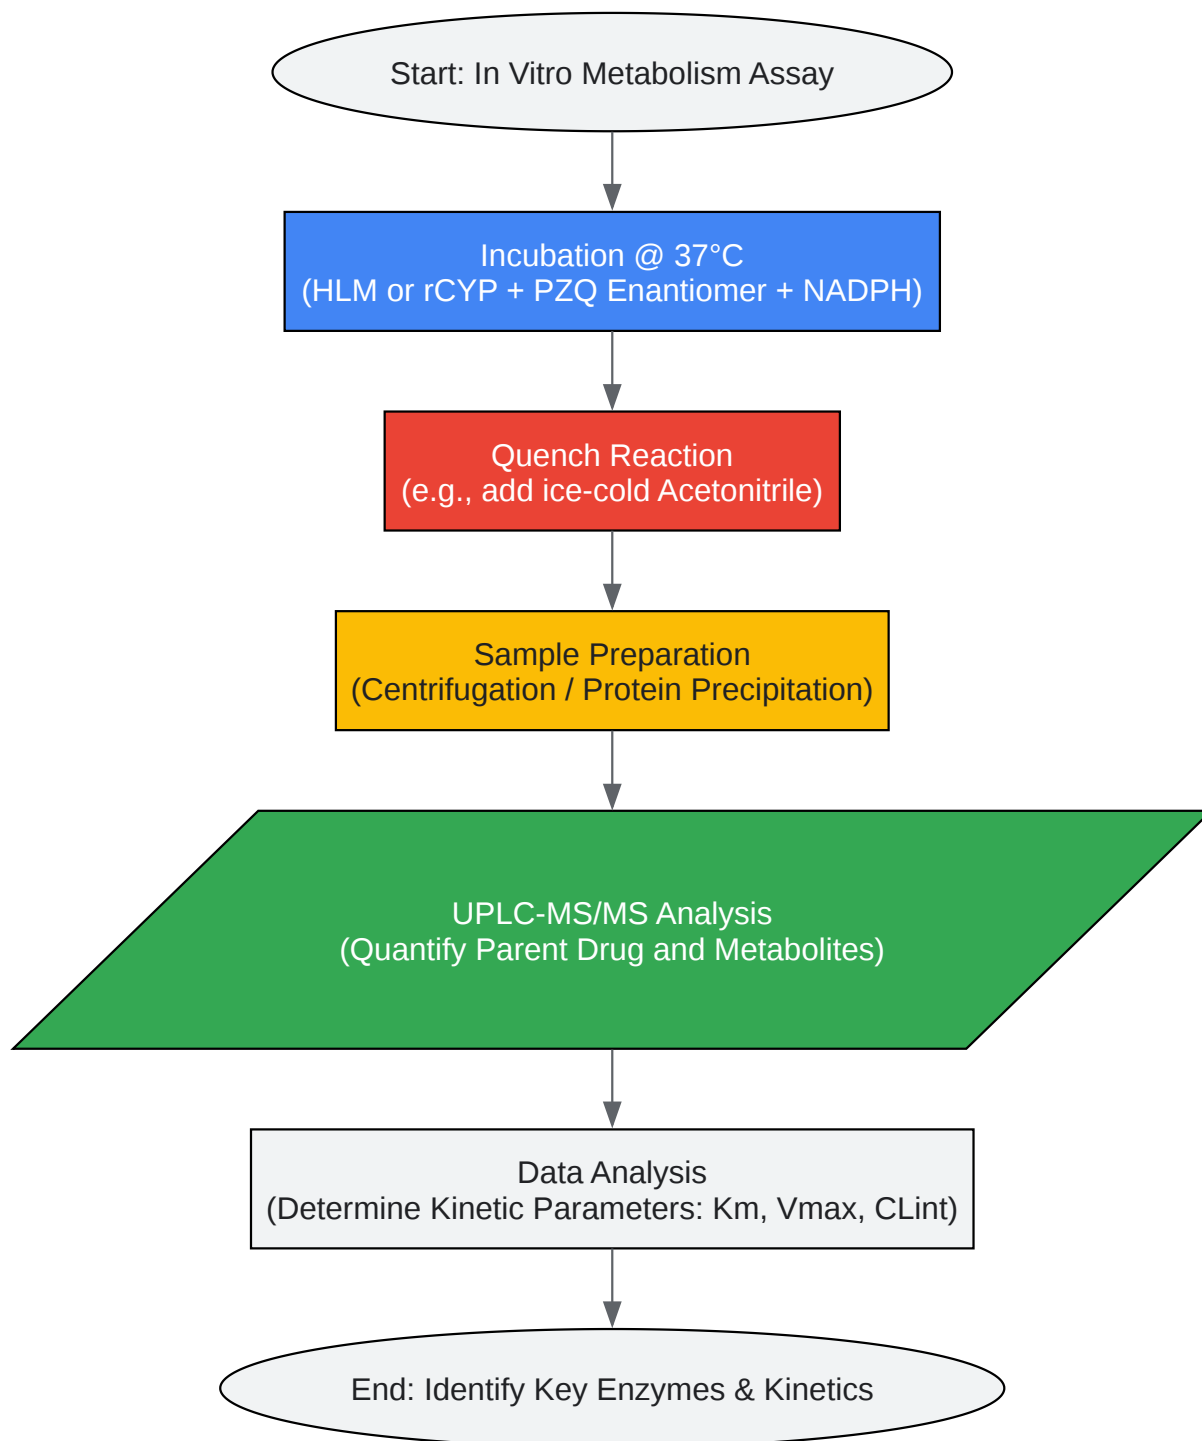 Start: In Vitro Metabolism Assay
Incubation @ 37°C
(HLM or rCYP + PZQ Enantiomer + NADPH)
Quench Reaction
(e.g., add ice-cold Acetonitrile)
Sample Preparation
(Centrifugation / Protein Precipitation)
UPLC-MS/MS Analysis
(Quantify Parent Drug and Metabolites)
Data Analysis
(Determine Kinetic Parameters: Km, Vmax, CLint)
End: Identify Key Enzymes & Kinetics